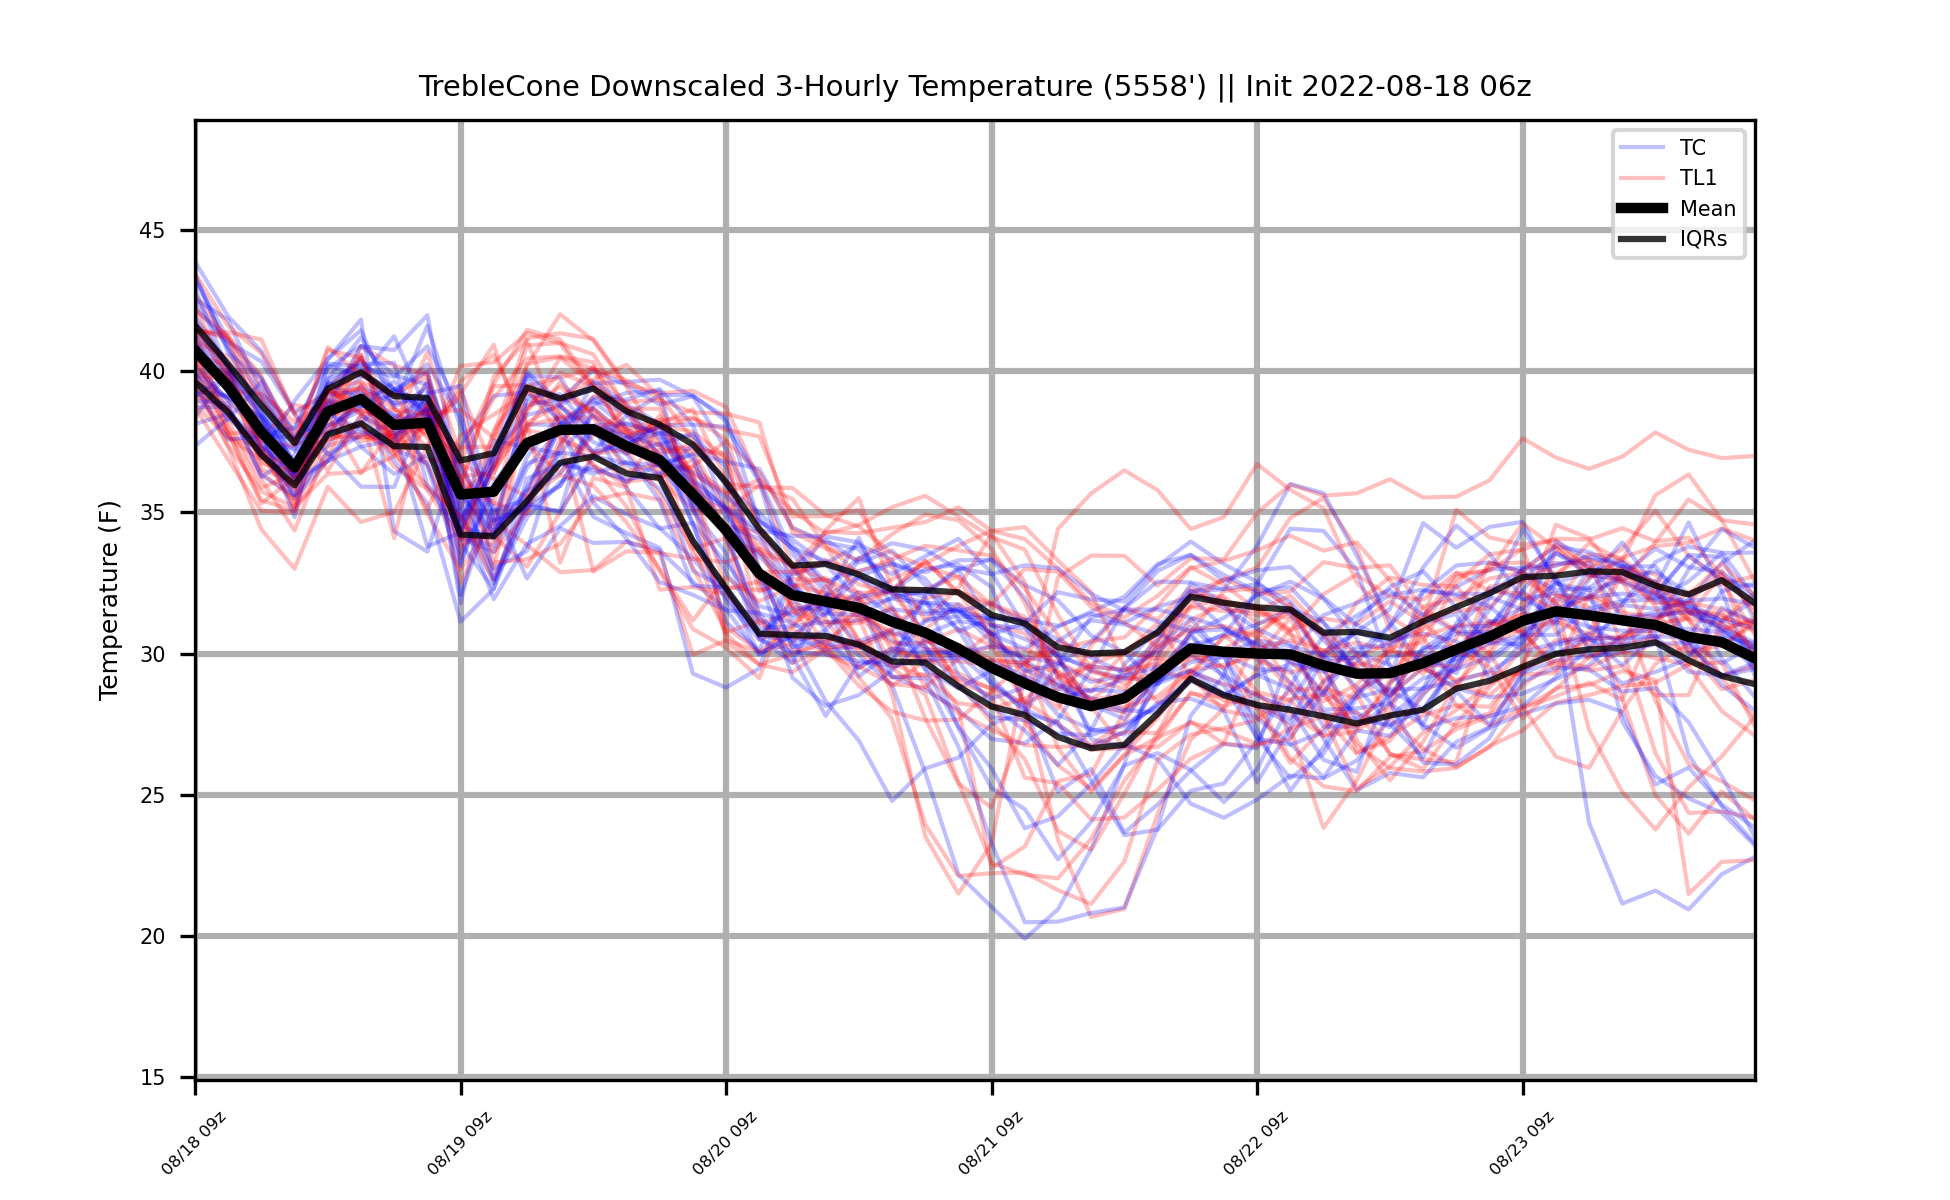 TrebleCone Downscaled 3-Hourly Temperature (5558') || Init 2022-08-18 06z
TC
TL1
Mean
IQRs
Temperature (F)
45
40
35
30
25
20
15
08/18 09z
08/19 09z
08/20 09z
08/21 09z
08/22 09z
08/23 09z